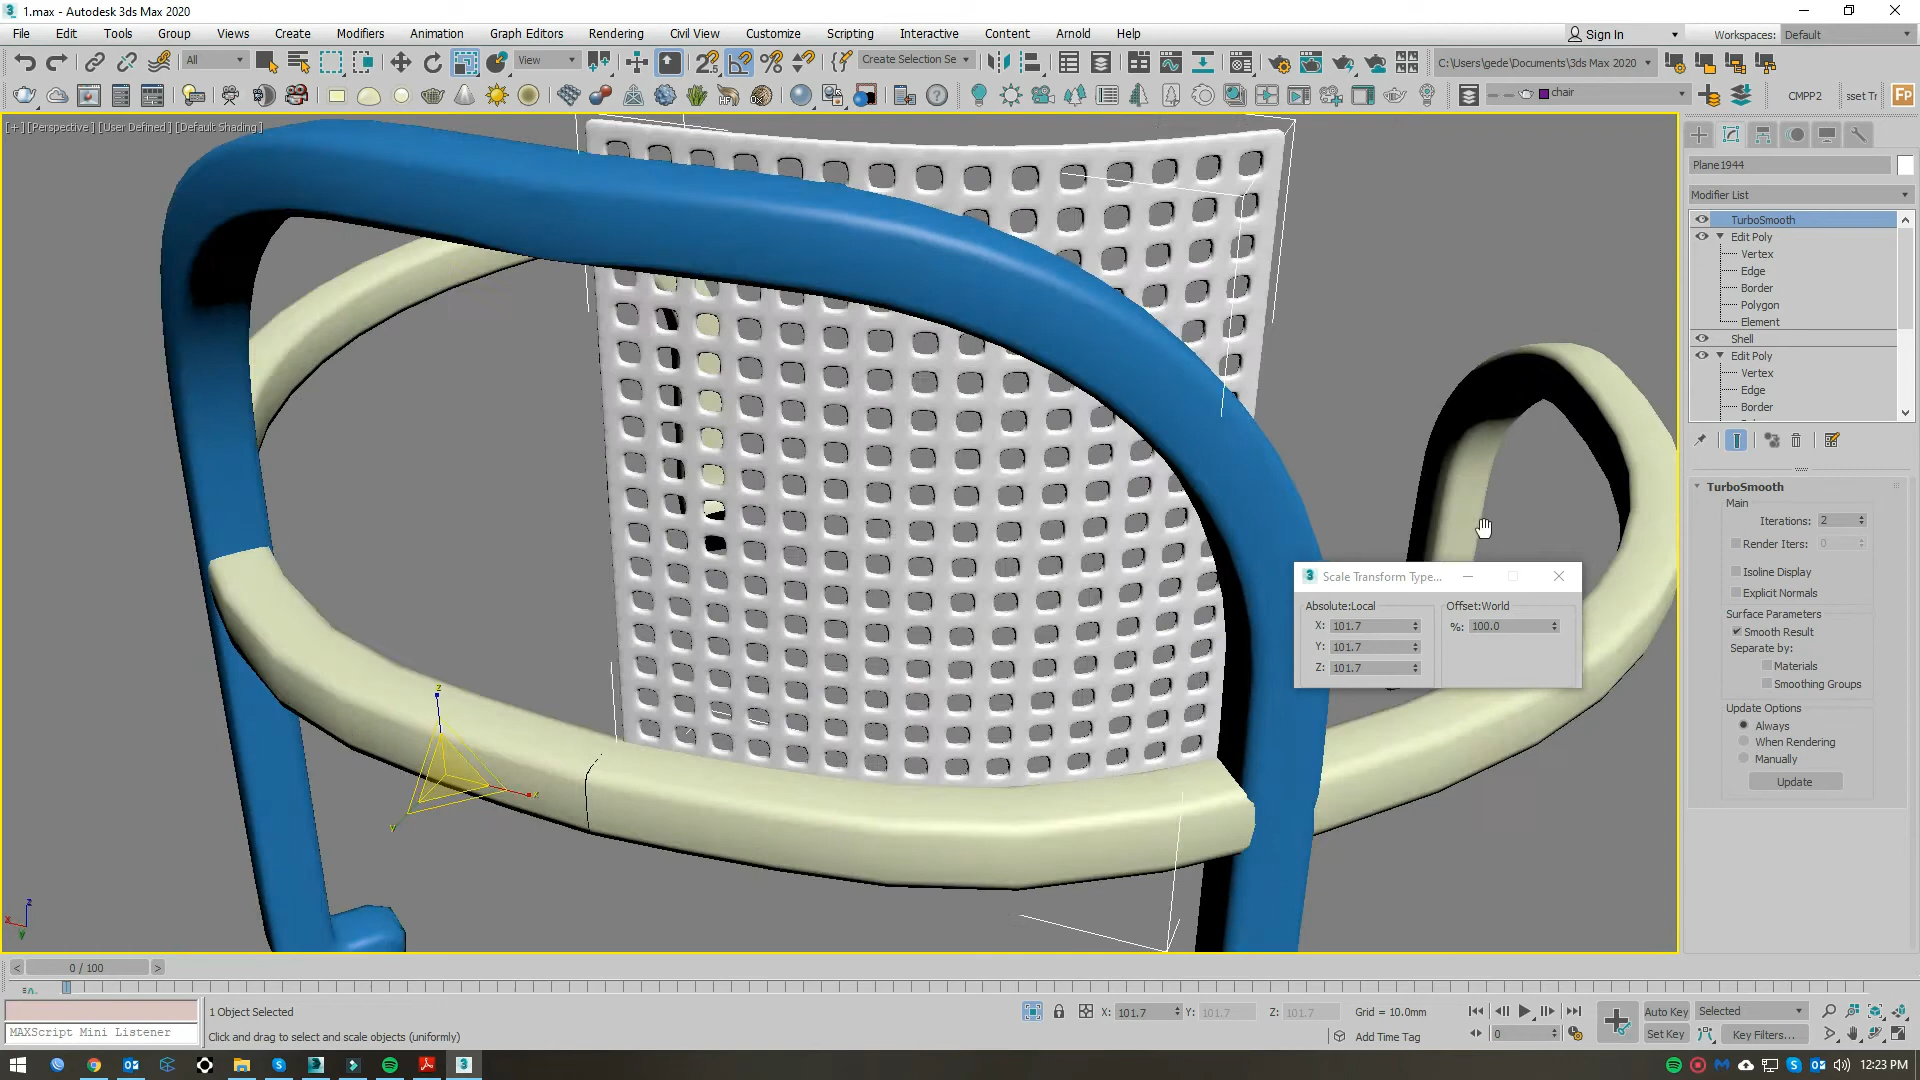 1.max - Autodesk 3ds Max 2020
File Edit Tools Group Views Create Modifiers Animation Graph Editors Rendering Civil View Customize Scripting Interactive Content Arnold Help
Sign In
Workspaces: Default
All
View
Create Selection Se
C:\Users\gede\Documents\3ds Max 2020
chair
CMPP2
sset Tr
Fp
[+] [Perspective] [User Defined] [Default Shading]
Plane1944
Modifier List
TurboSmooth
Edit Poly
Vertex
Edge
Border
Polygon
Element
Shell
Edit Poly
Vertex
Edge
Border
TurboSmooth
Main
Iterations: 2
Render Iters: 0
Isoline Display
Explicit Normals
Surface Parameters
Smooth Result
Separate by:
Materials
Smoothing Groups
Update Options
Always
When Rendering
Manually
Update
Scale Transform Type...
Absolute:Local
Offset:World
X: 101.7
%: 100.0
Y: 101.7
Z: 101.7
z
x
y
z
x
y
0 / 100
1 Object Selected
X: 101.7 Y: 101.7 Z: 101.7 Grid = 10.0mm
Auto Key Selected
MAXScript Mini Listener
Click and drag to select and scale objects (uniformly)
Add Time Tag
0
Set Key
Key Filters...
12:23 PM